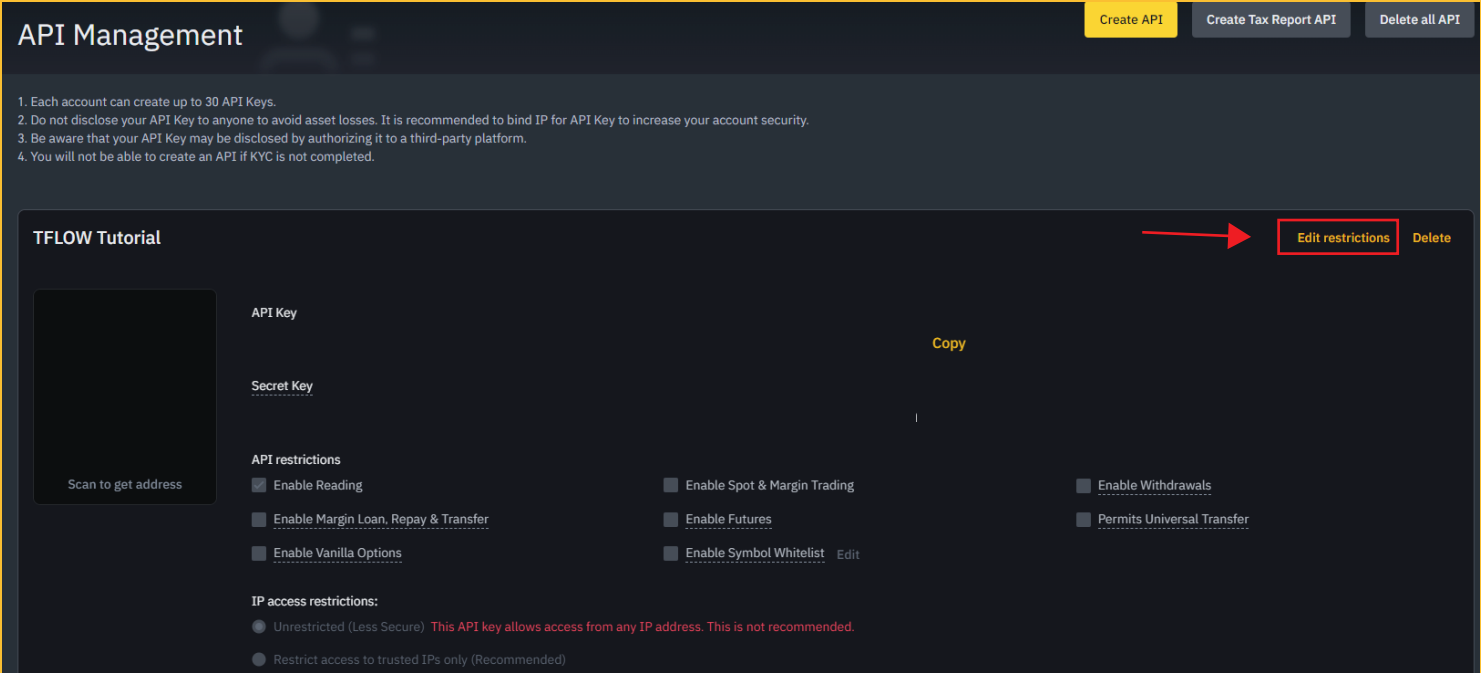 API Management
Create API
Create Tax Report API
Delete all API
1. Each account can create up to 30 API Keys.
2. Do not disclose your API Key to anyone to avoid asset losses. It is recommended to bind IP for API Key to increase your account security.
3. Be aware that your API Key may be disclosed by authorizing it to a third-party platform.
4. You will not be able to create an API if KYC is not completed.
TFLOW Tutorial
Edit restrictions
Delete
Scan to get address
API Key
Copy
Secret Key
API restrictions
Enable Reading
Enable Spot & Margin Trading
Enable Withdrawals
Enable Margin Loan, Repay & Transfer
Enable Futures
Permits Universal Transfer
Enable Vanilla Options
Enable Symbol Whitelist
Edit
IP access restrictions:
Unrestricted (Less Secure) This API key allows access from any IP address. This is not recommended.
Restrict access to trusted IPs only (Recommended)